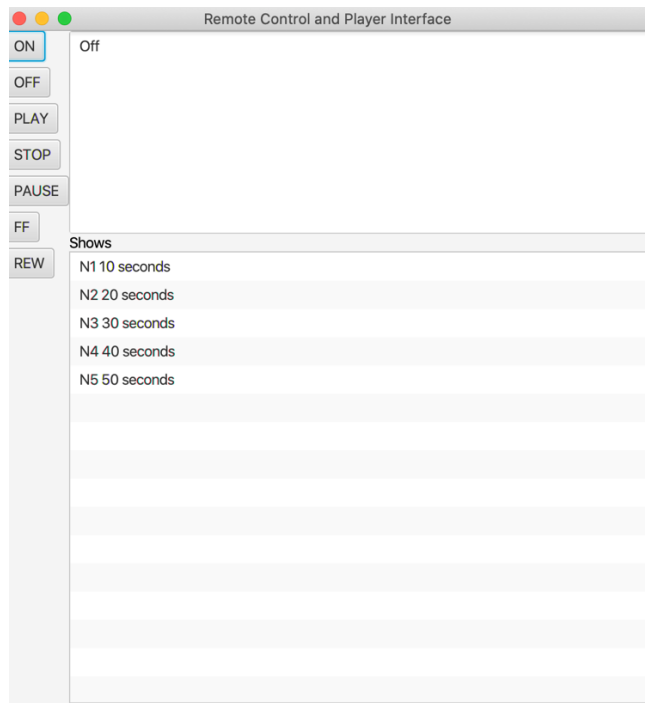 Remote Control and Player Interface
ON
OFF
PLAY
STOP
PAUSE
FF
REW
Off
Shows
N1 10 seconds
N2 20 seconds
N3 30 seconds
N4 40 seconds
N5 50 seconds